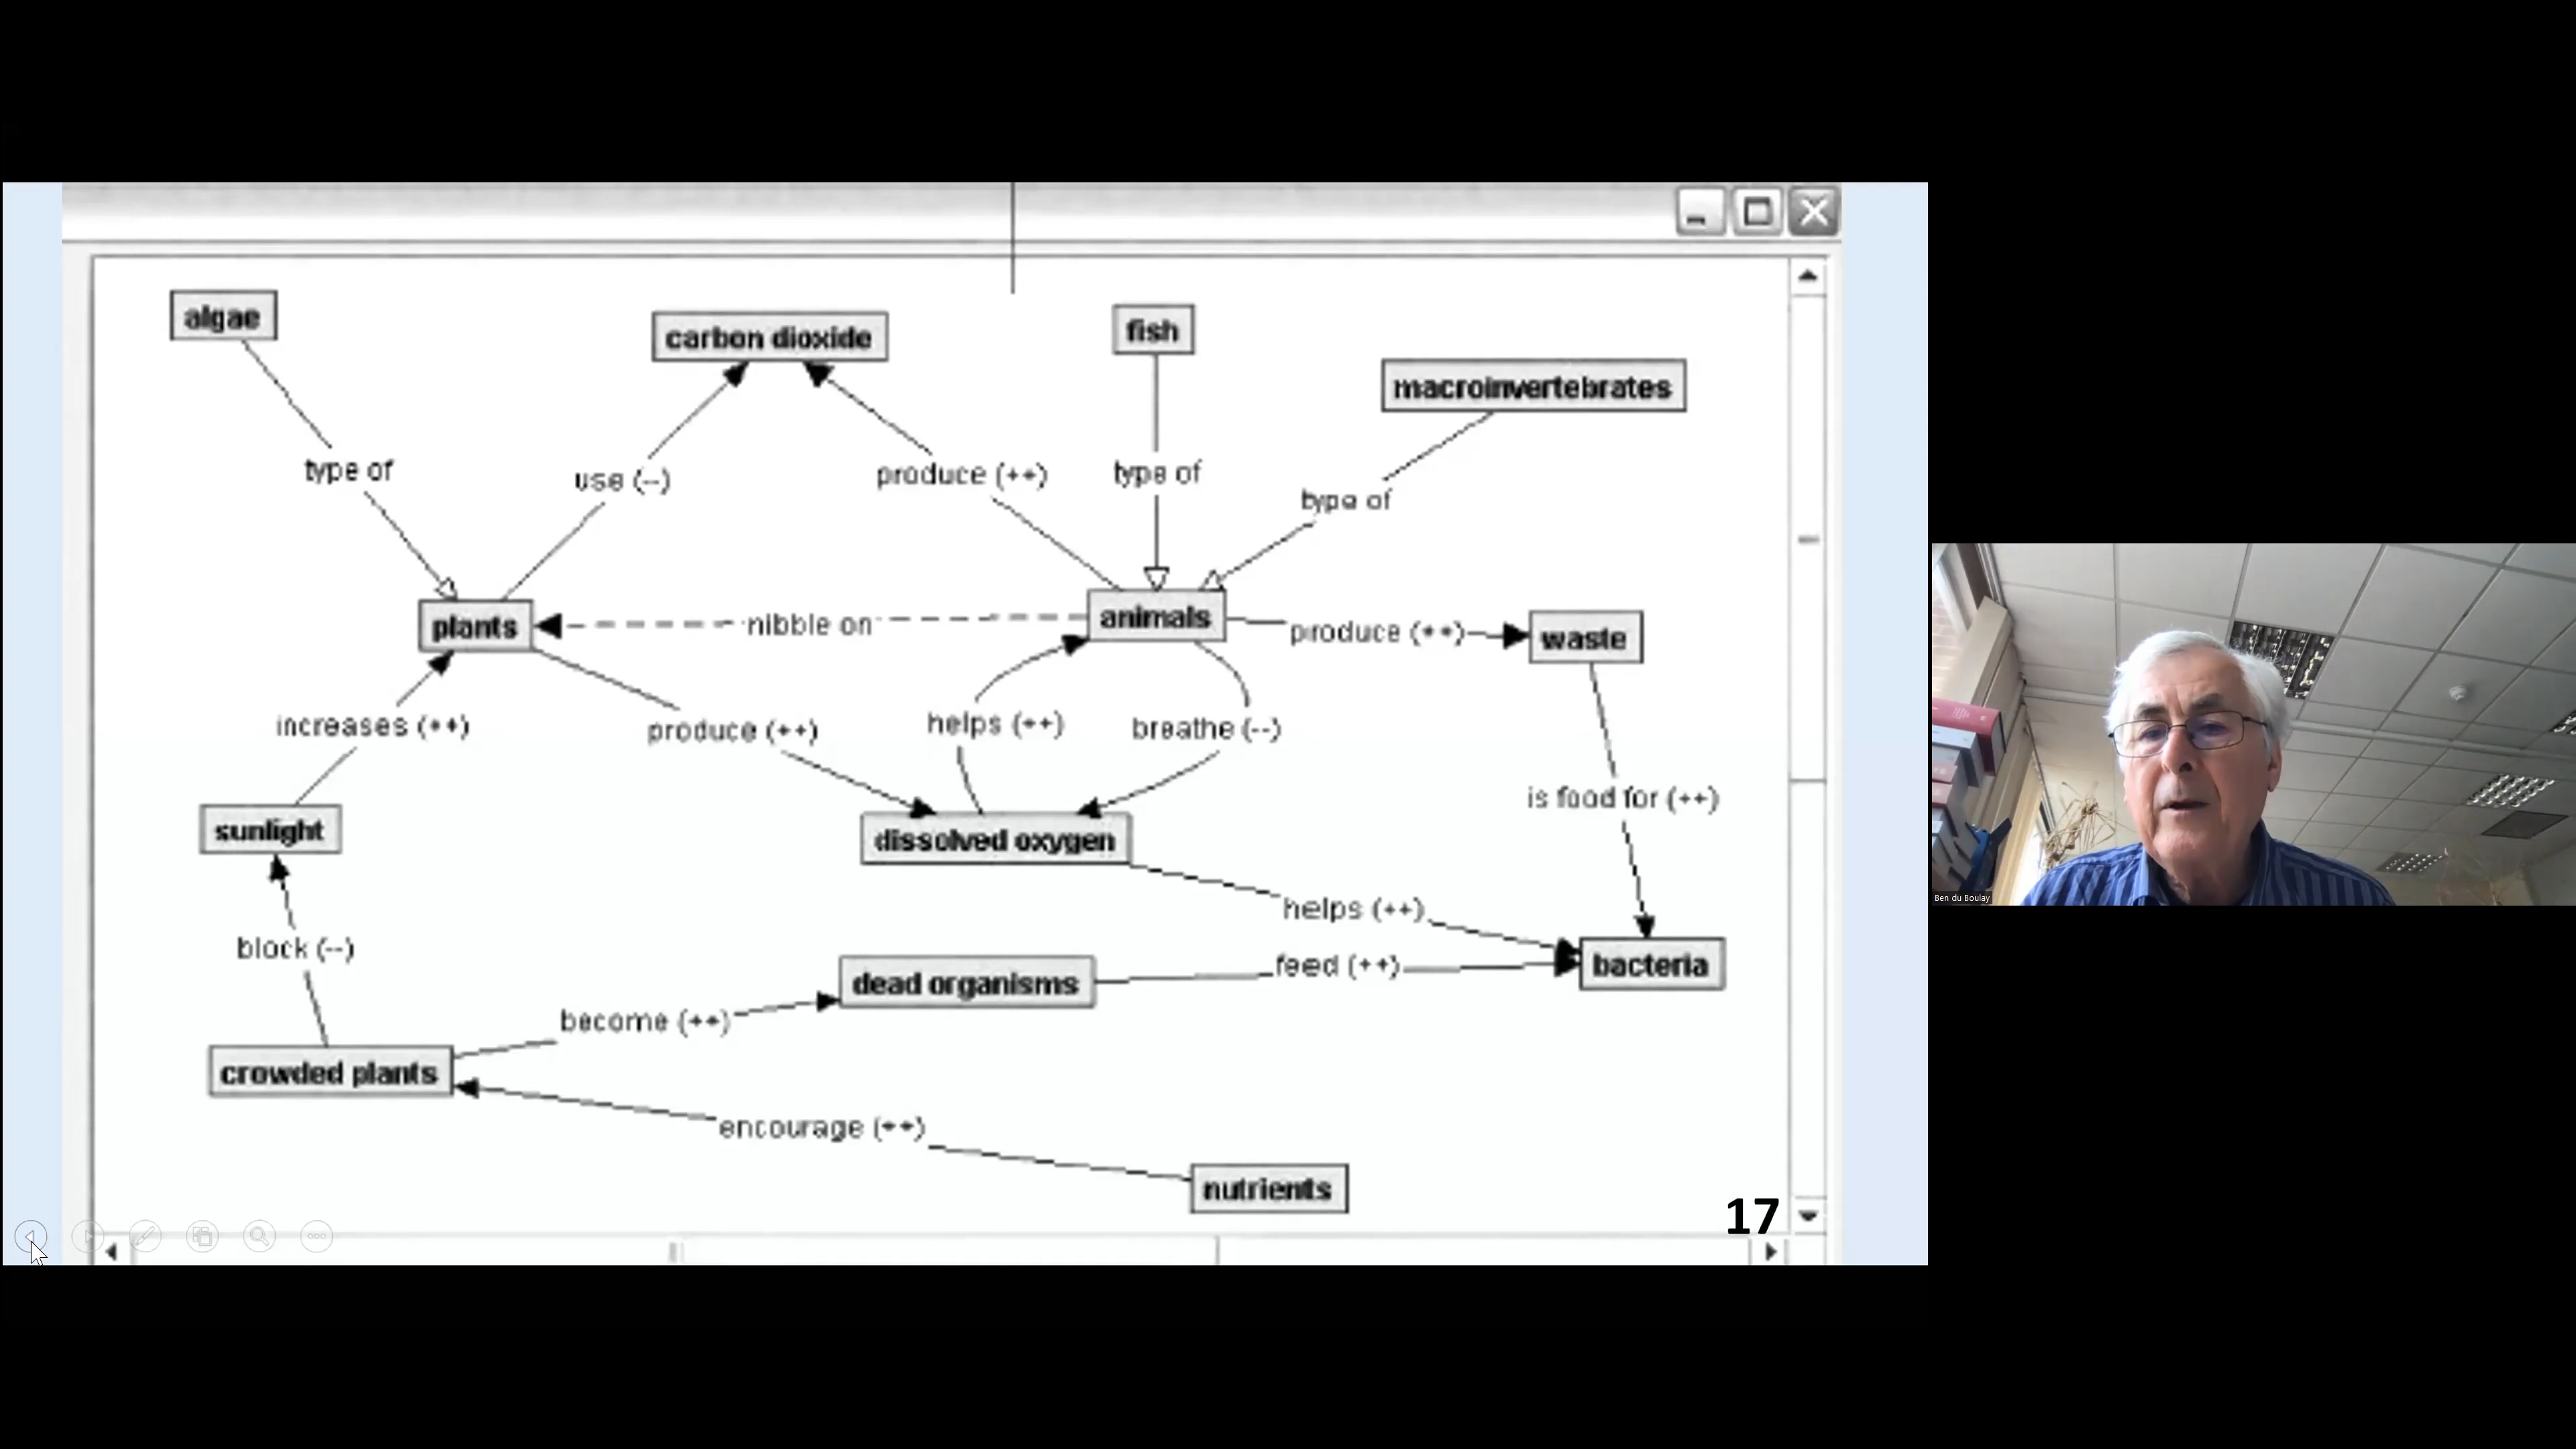 algae
carbon dioxide
fish
macroinvertebrates
type of
use (--)
produce (++)
type of
type of
plants
nibble on
animals
produce (++)
waste
increases (++)
produce (++)
helps (++)
breathe (--)
is food for (++)
sunlight
dissolved oxygen
block (--)
helps (++)
feed (++)
bacteria
dead organisms
become (++)
crowded plants
encourage (++)
nutrients
17
Ben du Boulay